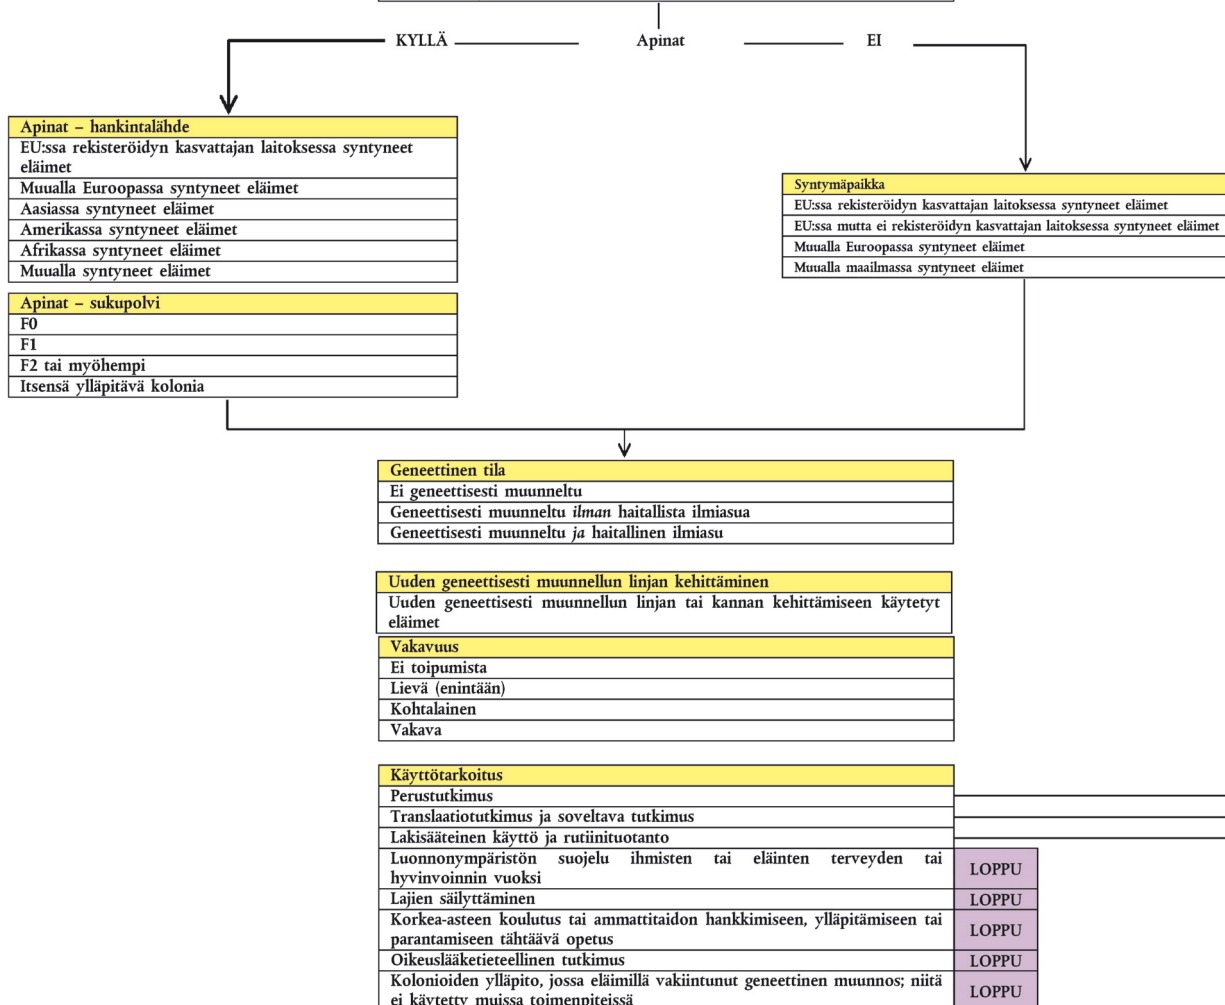 KYLLÄ
Apinat
EI
Apinat – hankintalähde
EU:ssa rekisteröidyn kasvattajan laitoksessa syntyneet
eläimet
Muualla Euroopassa syntyneet eläimet
Aasiassa syntyneet eläimet
Amerikassa syntyneet eläimet
Afrikassa syntyneet eläimet
Muualla syntyneet eläimet
Syntymäpaikka
EU:ssa rekisteröidyn kasvattajan laitoksessa syntyneet eläimet
EU:ssa mutta ei rekisteröidyn kasvattajan laitoksessa syntyneet eläimet
Muualla Euroopassa syntyneet eläimet
Muualla maailmassa syntyneet eläimet
Apinat – sukupolvi
F0
F1
F2 tai myöhempi
Itsensä ylläpitävä kolonia
Geneettinen tila
Ei geneettisesti muunneltu
Geneettisesti muunneltu ilman haitallista ilmiasua
Geneettisesti muunneltu ja haitallinen ilmiasu
Uuden geneettisesti muunnellun linjan kehittäminen
Uuden geneettisesti muunnellun linjan tai kannan kehittämiseen käytetyt
eläimet
Vakavuus
Ei toipumista
Lievä (enintään)
Kohtalainen
Vakava
Käyttötarkoitus
Perustutkimus
Translaatiotutkimus ja soveltava tutkimus
Lakisääteinen käyttö ja rutiinituotanto
Luonnonympäristön suojelu ihmisten tai eläinten terveyden tai
hyvinvoinnin vuoksi
LOPPU
Lajien säilyttäminen
LOPPU
Korkea-asteen koulutus tai ammattitaidon hankkimiseen, ylläpitämiseen tai
parantamiseen tähtäävä opetus
LOPPU
Oikeuslääketieteellinen tutkimus
LOPPU
Kolonioiden ylläpito, jossa eläimillä vakiintunut geneettinen muunnos; niitä
ei käytetty muissa toimenpiteissä
LOPPU